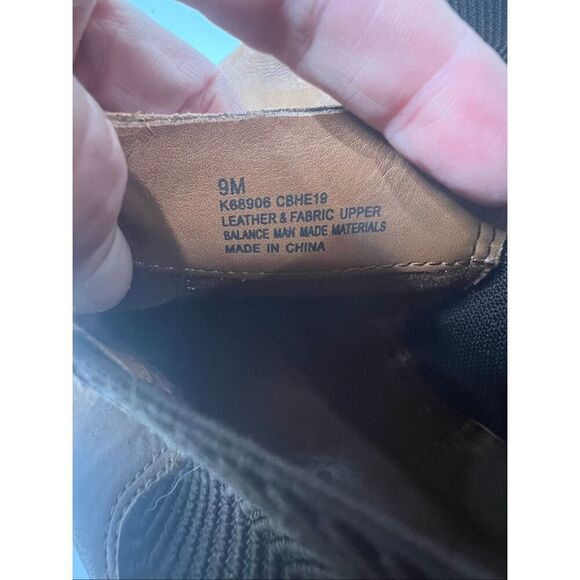 9M
K68906 CBHE19
LEATHER & FABRIC UPPER
BALANCE MAN MADE MATERIALS
MADE IN CHINA